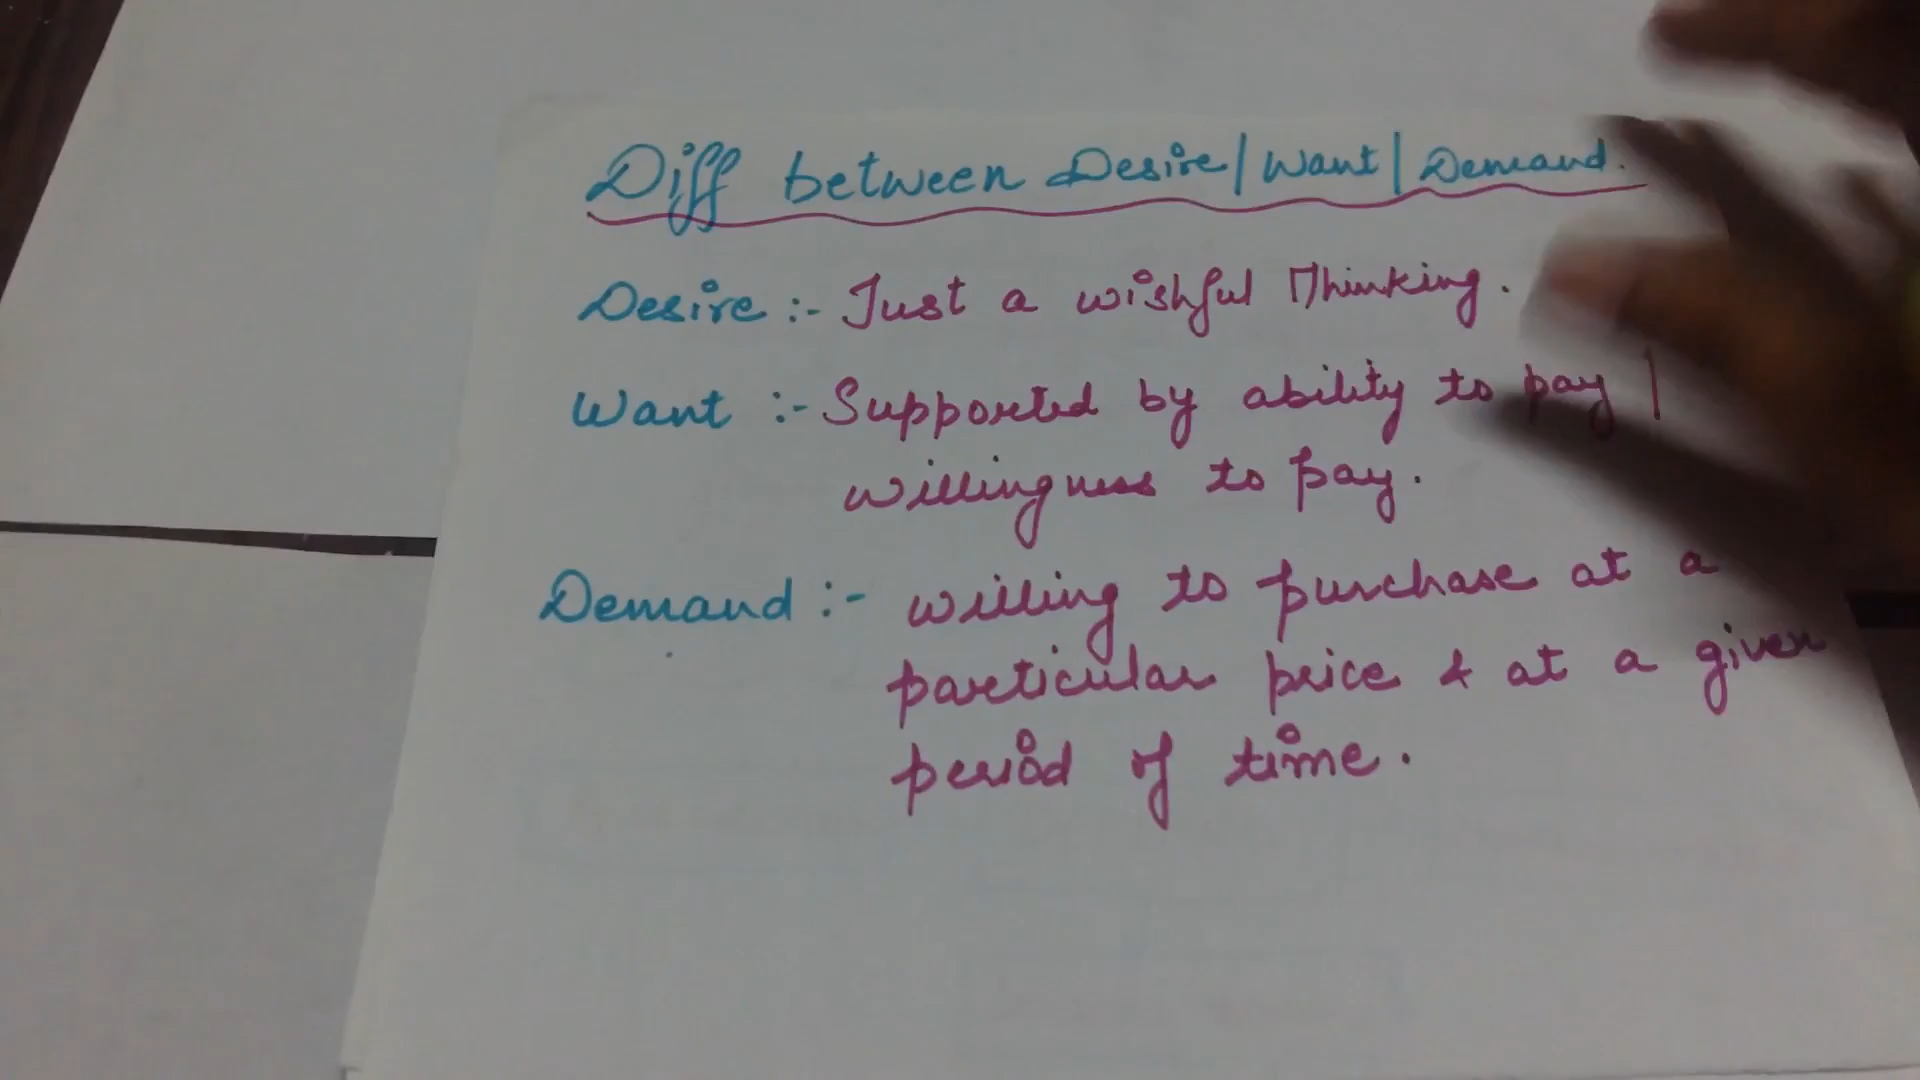 Diff between Desire/Want/Demand.
Desire :- Just a wishful Thinking.
Want :- Supported by ability to pay |
willingness to pay.
Demand :- willing to purchase at a
particular price & at a given
period of time.